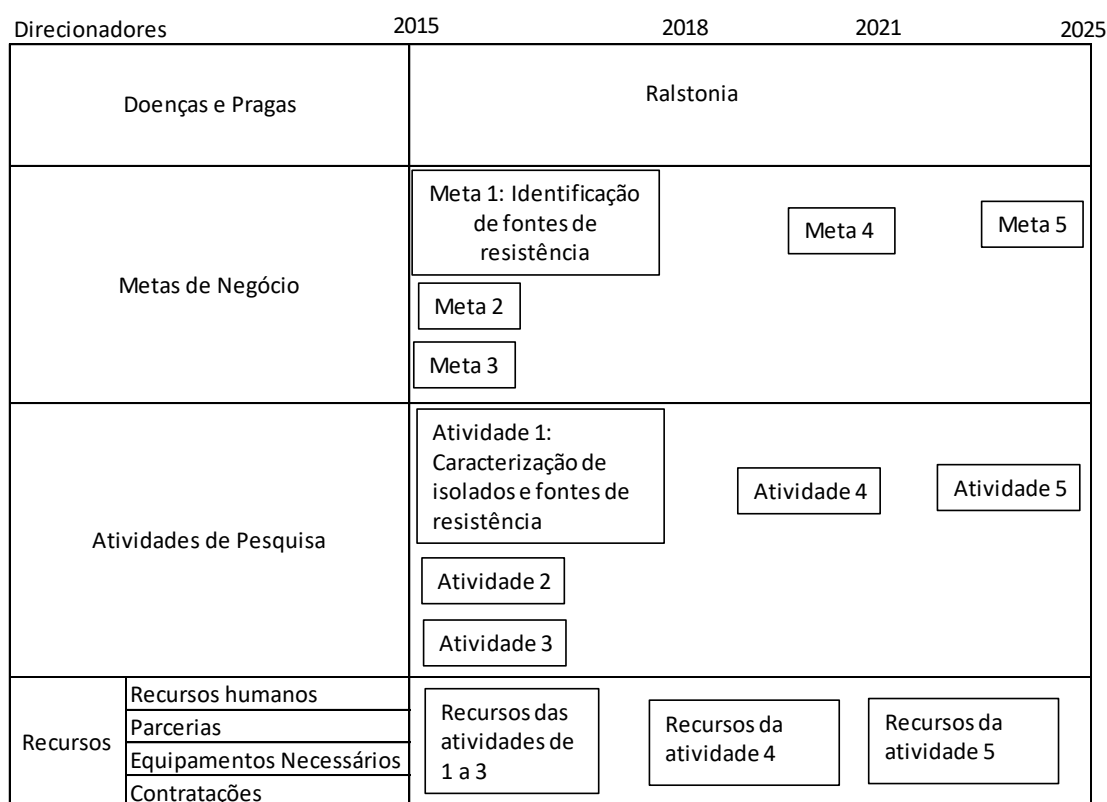 Direcionadores 2015 2018 2021 2025
Doenças e Pragas
Ralstonia
Metas de Negócio
Meta 1: Identificação
de fontes de
resistência
Meta 2
Meta 3
Meta 4
Meta 5
Atividades de Pesquisa
Atividade 1:
Caracterização de
isolados e fontes de
resistência
Atividade 2
Atividade 3
Atividade 4
Atividade 5
Recursos
Recursos humanos
Parcerias
Equipamentos Necessários
Contratações
Recursos das
atividades de
1 a 3
Recursos da
atividade 4
Recursos da
atividade 5